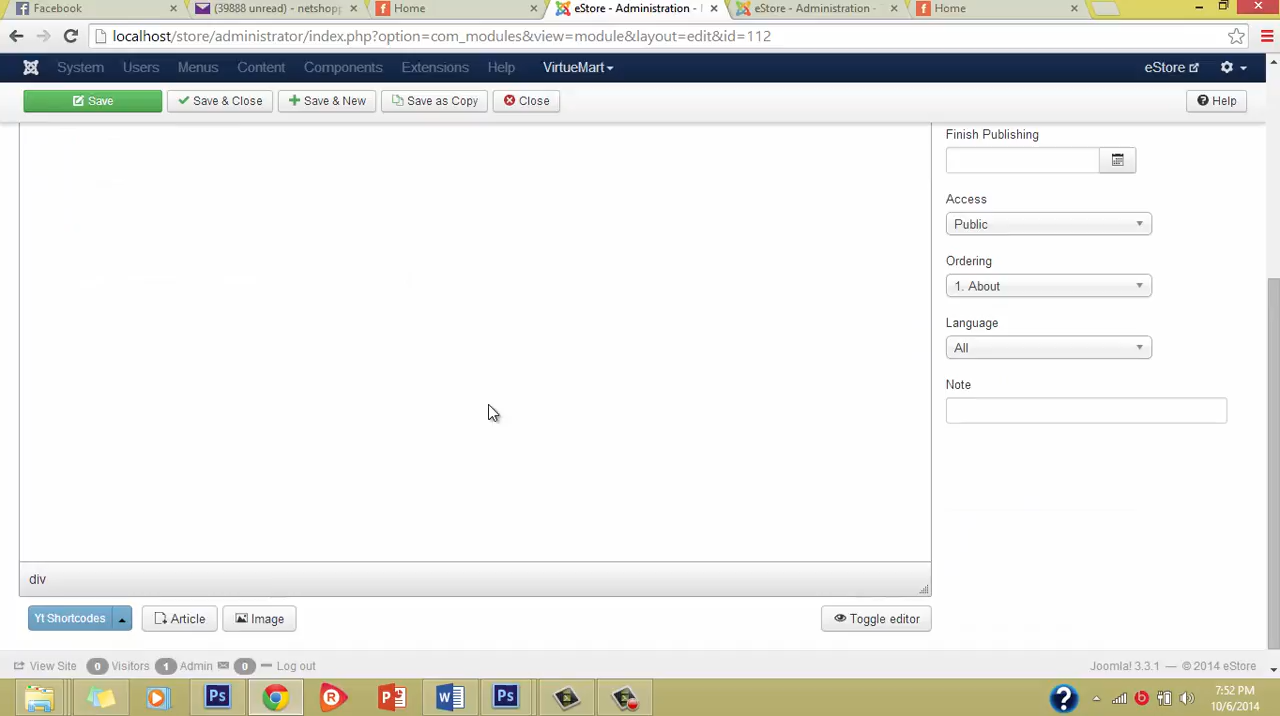 Facebook
(39888 unread) - netshopp
Home
eStore - Administration -
eStore - Administration -
Home
localhost/store/administrator/index.php?option=com_modules&view=module&layout=edit&id=112
System Users Menus Content Components Extensions Help VirtueMart
eStore
Save
Save & Close
Save & New
Save as Copy
Close
Help
Finish Publishing
Access
Public
Ordering
1. About
Language
All
Note
div
Yt Shortcodes
Article
Image
Toggle editor
View Site 0 Visitors 1 Admin 0 Log out
Joomla! 3.3.1 — © 2014 eStore
7:52 PM
10/6/2014